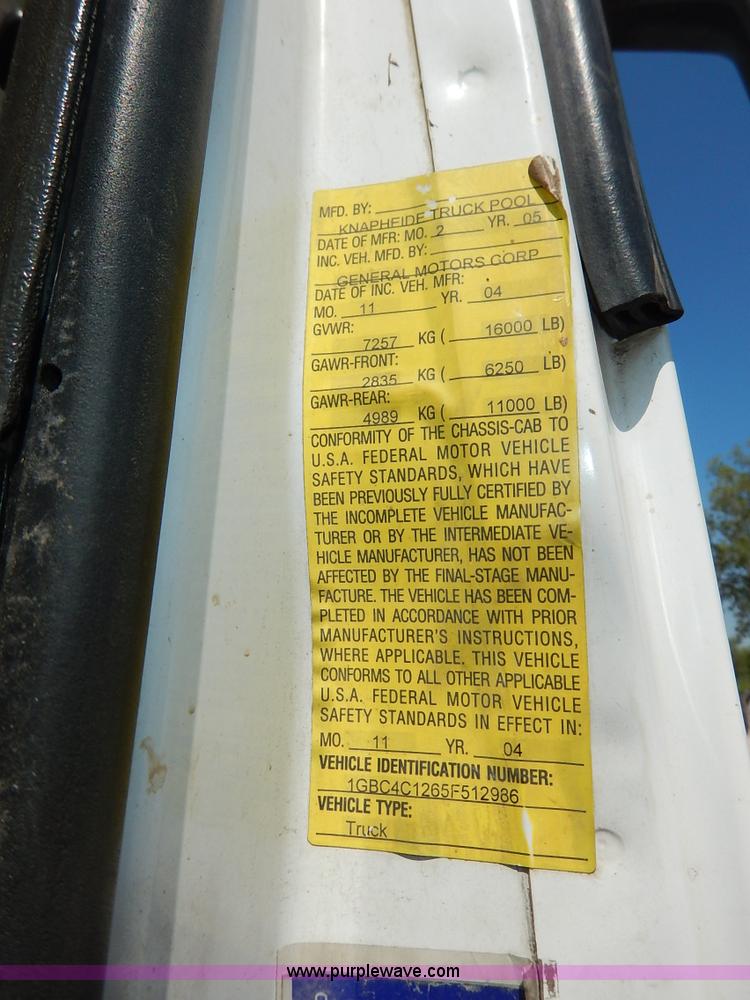 MFD. BY:
KNAPHEIDE TRUCK POOL
DATE OF MFR: MO. 2 YR. 05
INC. VEH. MFD. BY:
GENERAL MOTORS CORP
DATE OF INC. VEH. MFR:
MO. 11 YR. 04
GVWR:
7257 KG ( 16000 LB)
GAWR-FRONT:
2835 KG ( 6250 LB)
GAWR-REAR:
4989 KG ( 11000 LB)
CONFORMITY OF THE CHASSIS-CAB TO
U.S.A. FEDERAL MOTOR VEHICLE
SAFETY STANDARDS, WHICH HAVE
BEEN PREVIOUSLY FULLY CERTIFIED BY
THE INCOMPLETE VEHICLE MANUFAC-
TURER OR BY THE INTERMEDIATE VE-
HICLE MANUFACTURER, HAS NOT BEEN
AFFECTED BY THE FINAL-STAGE MANU-
FACTURE. THE VEHICLE HAS BEEN COM-
PLETED IN ACCORDANCE WITH PRIOR
MANUFACTURER'S INSTRUCTIONS,
WHERE APPLICABLE. THIS VEHICLE
CONFORMS TO ALL OTHER APPLICABLE
U.S.A. FEDERAL MOTOR VEHICLE
SAFETY STANDARDS IN EFFECT IN:
MO. 11 YR. 04
VEHICLE IDENTIFICATION NUMBER:
1GBC4C1265F512986
VEHICLE TYPE:
Truck
www.purplewave.com